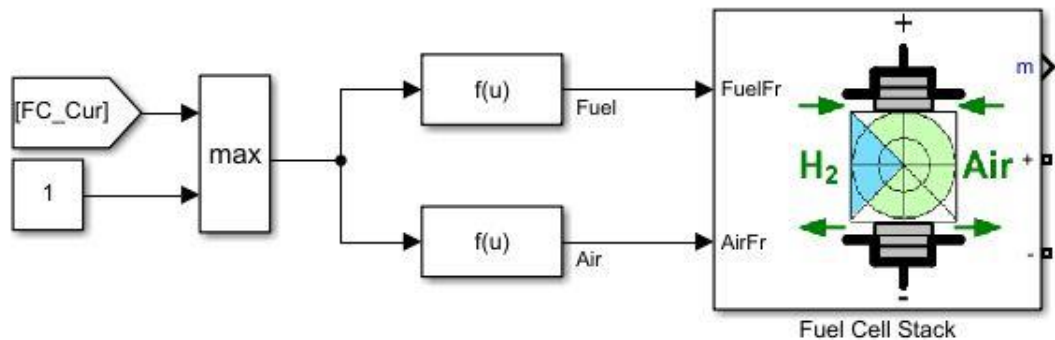 +
m
[FC_Cur]
f(u)
FuelFr
Fuel
max
H2
Air
+
1
f(u)
AirFr
Air
-
-
Fuel Cell Stack